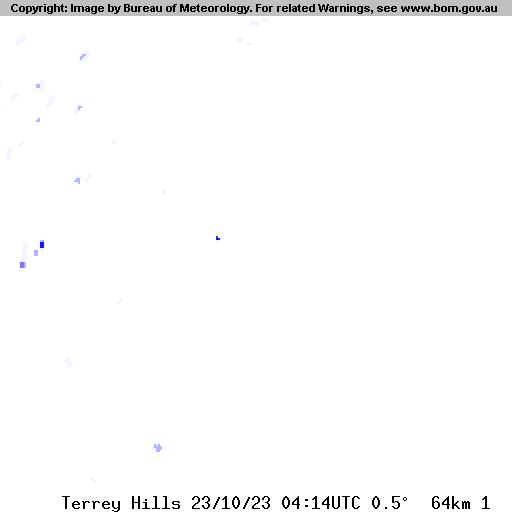 Copyright: Image by Bureau of Meteorology. For related Warnings, see www.bom.gov.au
Terrey Hills 23/10/23 04:14UTC 0.5° 64km 1